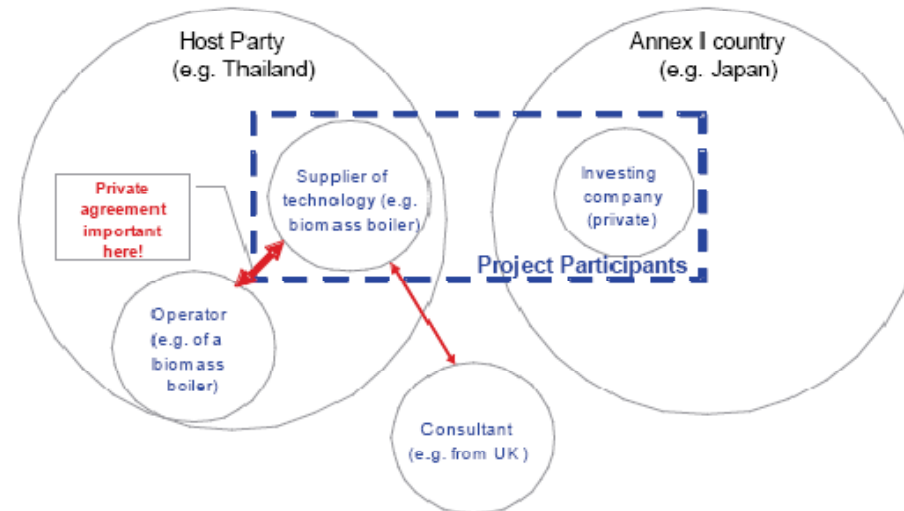 Host Party
(e.g. Thailand)
Annex I country
(e.g. Japan)
Supplier of
technology (e.g.
biomass boiler)
Investing
company
(private)
Private
agreement
important
here!
Project Participants
Operator
(e.g. of a
biomass
boiler)
Consultant
(e.g. from UK)